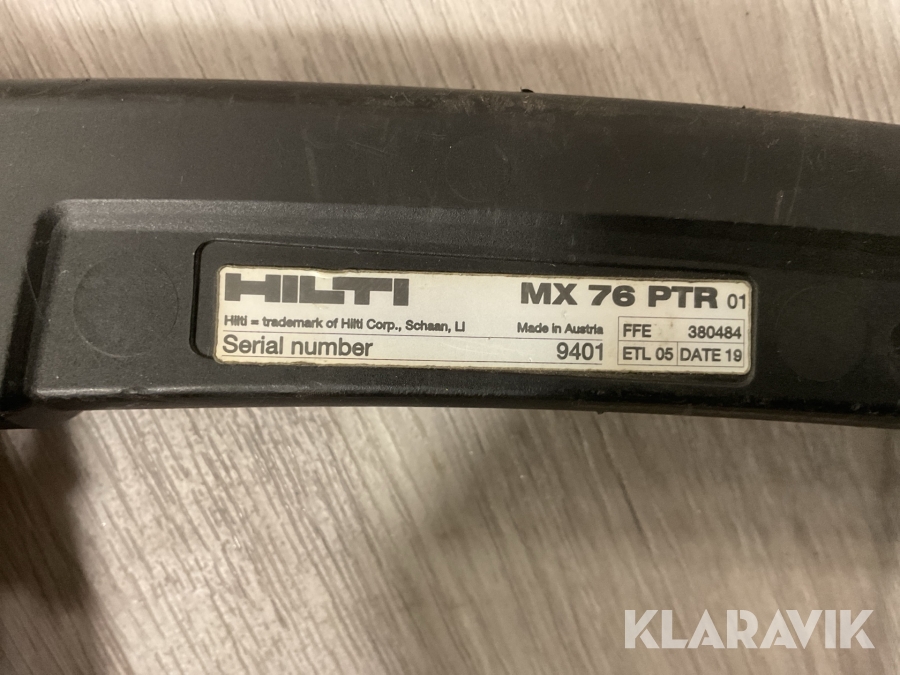 HILTI MX 76 PTR 01
Hilti = trademark of Hilti Corp., Schaan, LI Made in Austria FFE 380484
Serial number 9401 ETL 05 DATE 19
KLARAVIK